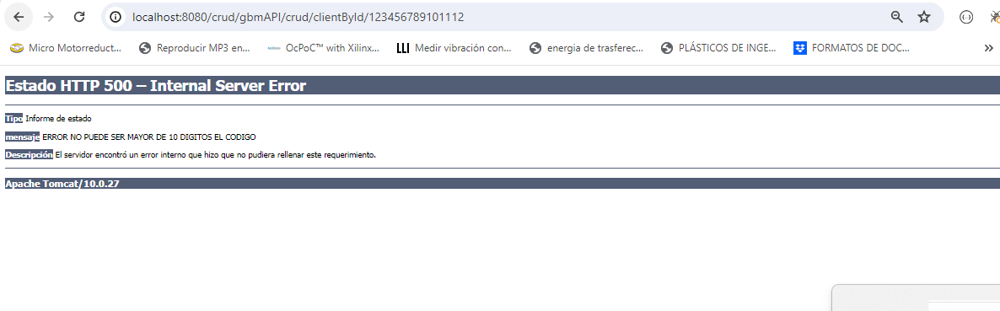 localhost:8080/crud/gbmAPI/crud/clientById/123456789101112
Micro Motorreduct... Reproducir MP3 en... OcPoC™ with Xilinx... Medir vibración con... energia de trasferec... PLÁSTICOS DE INGE... FORMATOS DE DOC... »
Estado HTTP 500 – Internal Server Error
Tipo Informe de estado
mensaje ERROR NO PUEDE SER MAYOR DE 10 DIGITOS EL CODIGO
Descripción El servidor encontró un error interno que hizo que no pudiera rellenar este requerimiento.
Apache Tomcat/10.0.27